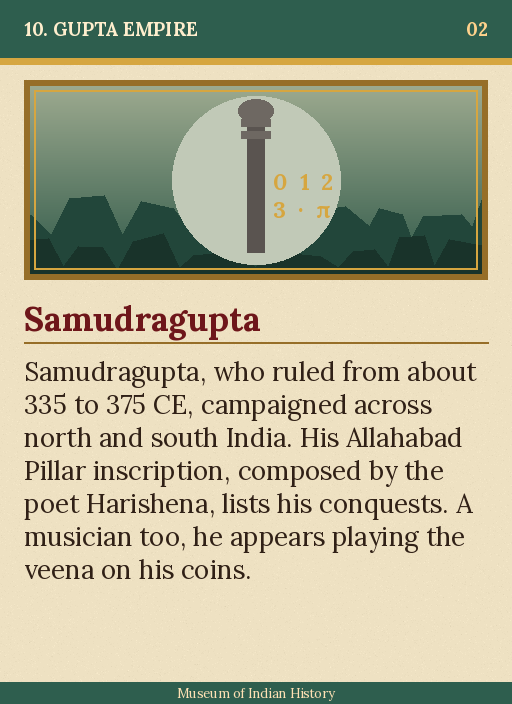 10. GUPTA EMPIRE 02
0 1 2
3 · π
Samudragupta
Samudragupta, who ruled from about
335 to 375 CE, campaigned across
north and south India. His Allahabad
Pillar inscription, composed by the
poet Harishena, lists his conquests. A
musician too, he appears playing the
veena on his coins.
Museum of Indian History